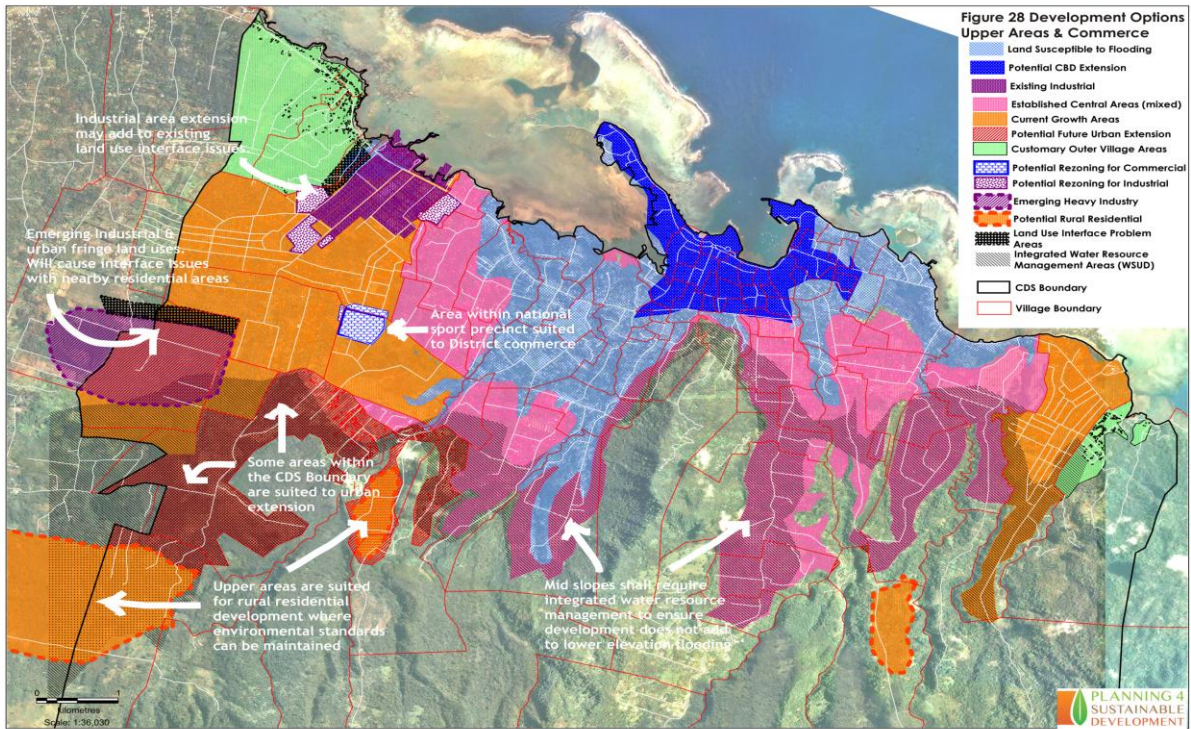 Figure 28 Development Options
Upper Areas & Commerce
Land Susceptible to Flooding
Potential CBD Extension
Existing Industrial
Established Central Areas (mixed)
Current Growth Areas
Potential Future Urban Extension
Customary Outer Village Areas
Potential Rezoning for Commercial
Potential Rezoning for Industrial
Emerging Heavy Industry
Potential Rural Residential
Land Use Interface Problem
Areas
Integrated Water Resource
Management Areas (WSUD)
CDS Boundary
Village Boundary
Industrial area extension
may add to existing
land use interface issues
Emerging Industrial &
urban fringe land uses.
Will cause interface issues
with nearby residential areas
Area within national
sport precinct suited
to District commerce
Some areas within
the CDS Boundary
are suited to urban
extension
Upper areas are suited
for rural residential
development where
environmental standards
can be maintained
Mid slopes shall require
integrated water resource
management to ensure
development does not add
to lower elevation flooding
0 1
kilometres
Scale: 1:36,030
PLANNING 4
SUSTAINABLE
DEVELOPMENT